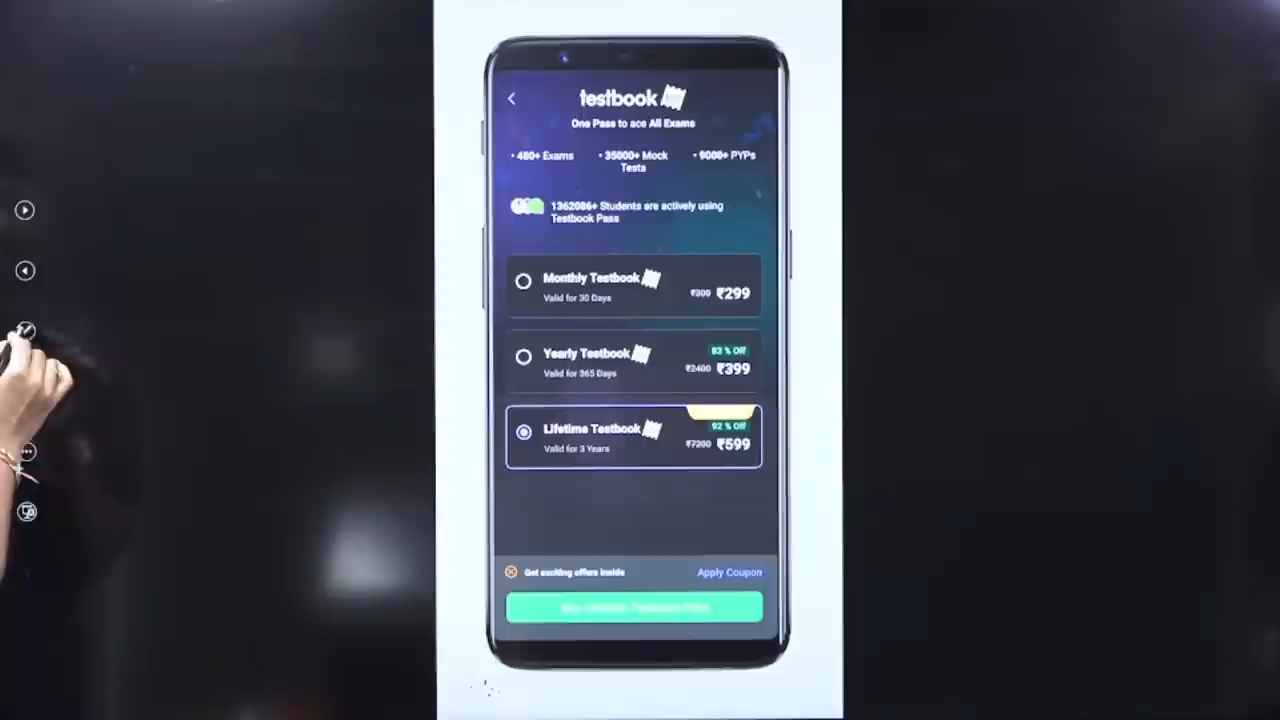 testbook
One Pass to ace All Exams
• 480+ Exams • 35000+ Mock Tests • 9000+ PYPs
1362086+ Students are actively using
Testbook Pass
Monthly Testbook
Valid for 30 Days
₹300 ₹299
Yearly Testbook
Valid for 365 Days
83 % Off
₹2400 ₹399
Lifetime Testbook
Valid for 3 Years
92 % Off
₹7200 ₹599
Get exciting offers inside
Apply Coupon